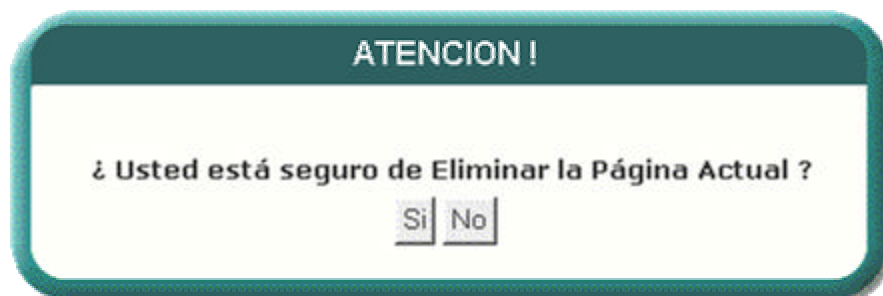 ATENCION !
¿ Usted está seguro de Eliminar la Página Actual ?
Si No